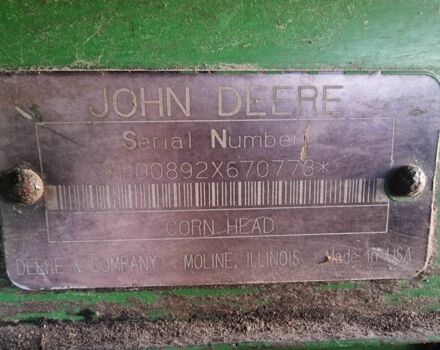 JOHN DEERE
Serial Number
*H00892X670773*
CORN HEAD
DEERE & COMPANY MOLINE, ILLINOIS Made in USA